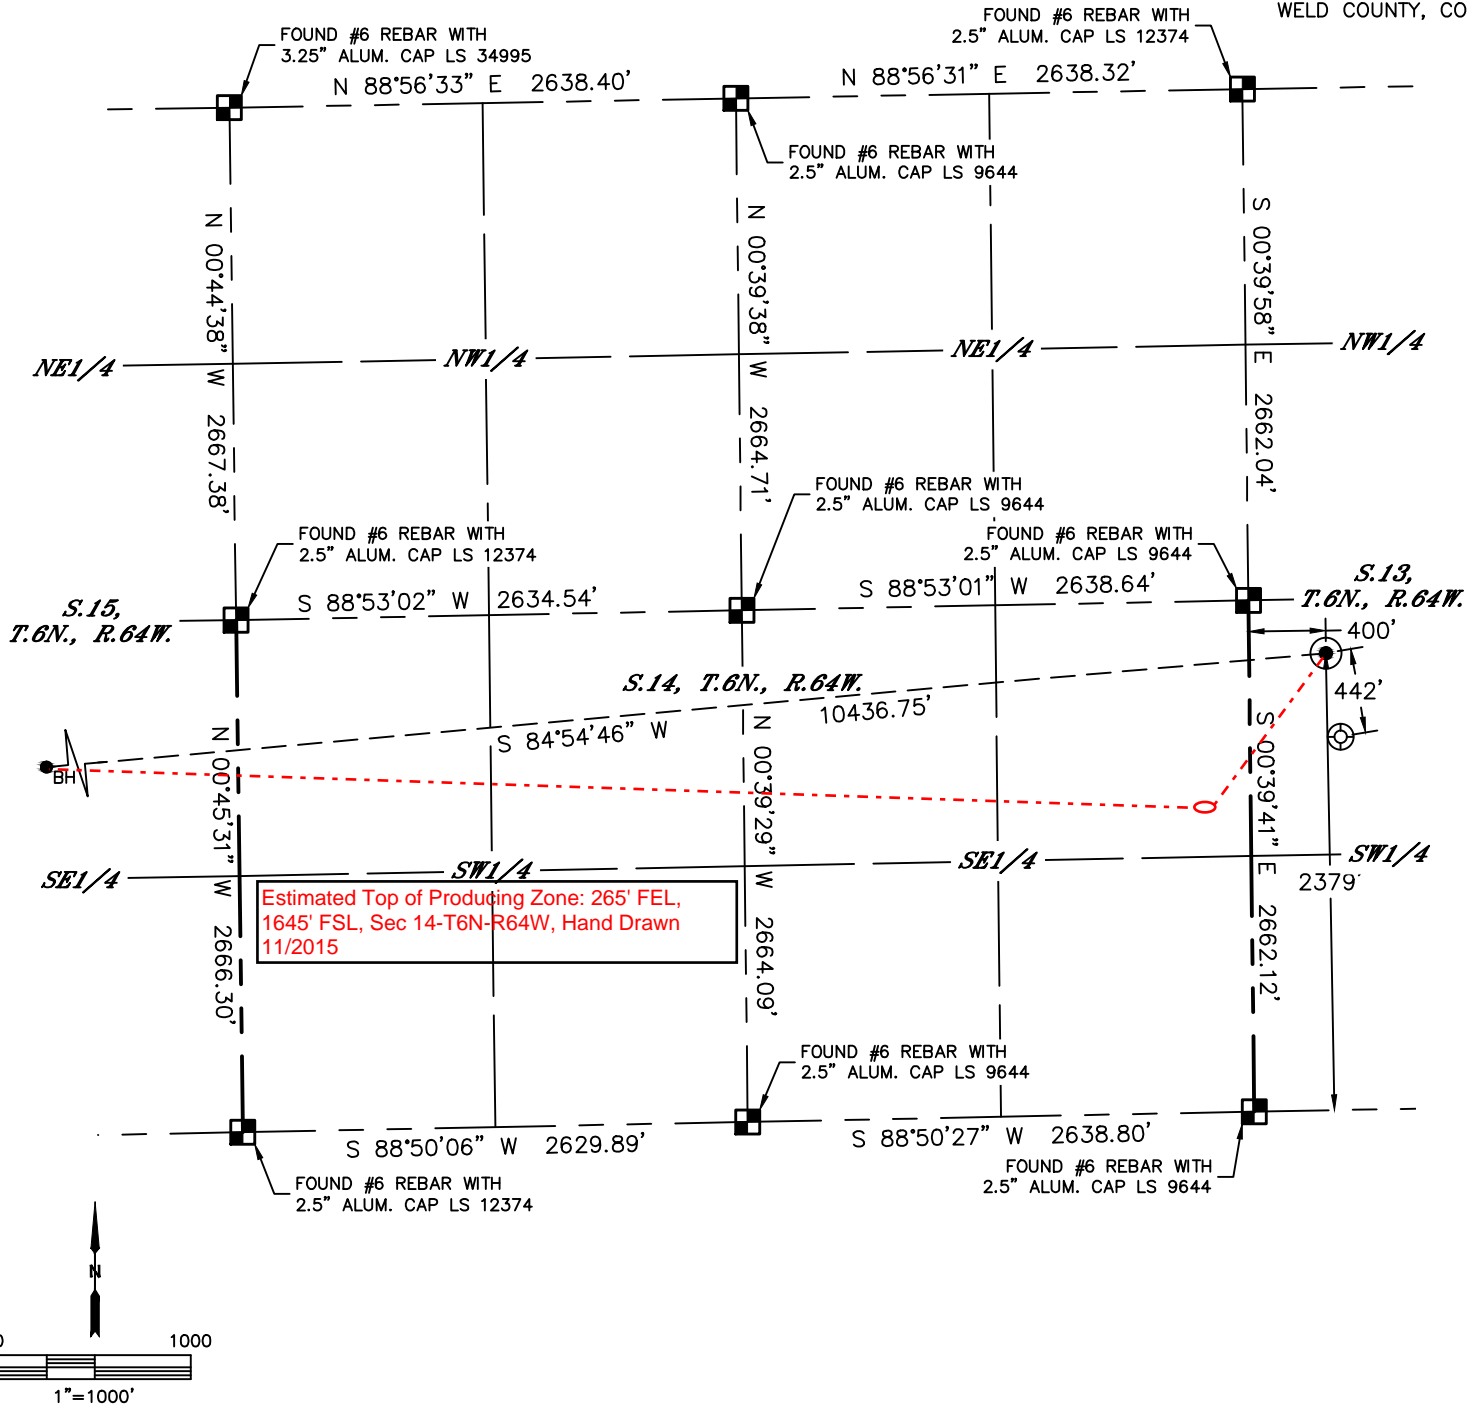 WELD COUNTY, CO
FOUND #6 REBAR WITH
3.25" ALUM. CAP LS 34995
FOUND #6 REBAR WITH
2.5" ALUM. CAP LS 12374
N 88°56'33" E 2638.40'
N 88°56'31" E 2638.32'
FOUND #6 REBAR WITH
2.5" ALUM. CAP LS 9644
N 00°44'38" W 2667.38'
N 00°39'38" W 2664.71'
S 00°39'58" E 2662.04'
NE1/4
NW1/4
NE1/4
NW1/4
FOUND #6 REBAR WITH
2.5" ALUM. CAP LS 9644
FOUND #6 REBAR WITH
2.5" ALUM. CAP LS 12374
FOUND #6 REBAR WITH
2.5" ALUM. CAP LS 9644
S 88°53'02" W 2634.54'
S 88°53'01" W 2638.64'
S.15,
T.6N., R.64W.
S.13,
T.6N., R.64W.
400'
S.14, T.6N., R.64W.
442'
10436.75'
S 84°54'46" W
BH
N 00°45'31" W 2666.30'
N 00°39'29" W 2664.09'
S 00°39'41" E 2662.12'
SE1/4
SW1/4
SE1/4
SW1/4
2379'
Estimated Top of Producing Zone: 265' FEL,
1645' FSL, Sec 14-T6N-R64W, Hand Drawn
11/2015
FOUND #6 REBAR WITH
2.5" ALUM. CAP LS 9644
S 88°50'06" W 2629.89'
S 88°50'27" W 2638.80'
FOUND #6 REBAR WITH
2.5" ALUM. CAP LS 12374
FOUND #6 REBAR WITH
2.5" ALUM. CAP LS 9644
N
0 1000
1"=1000'